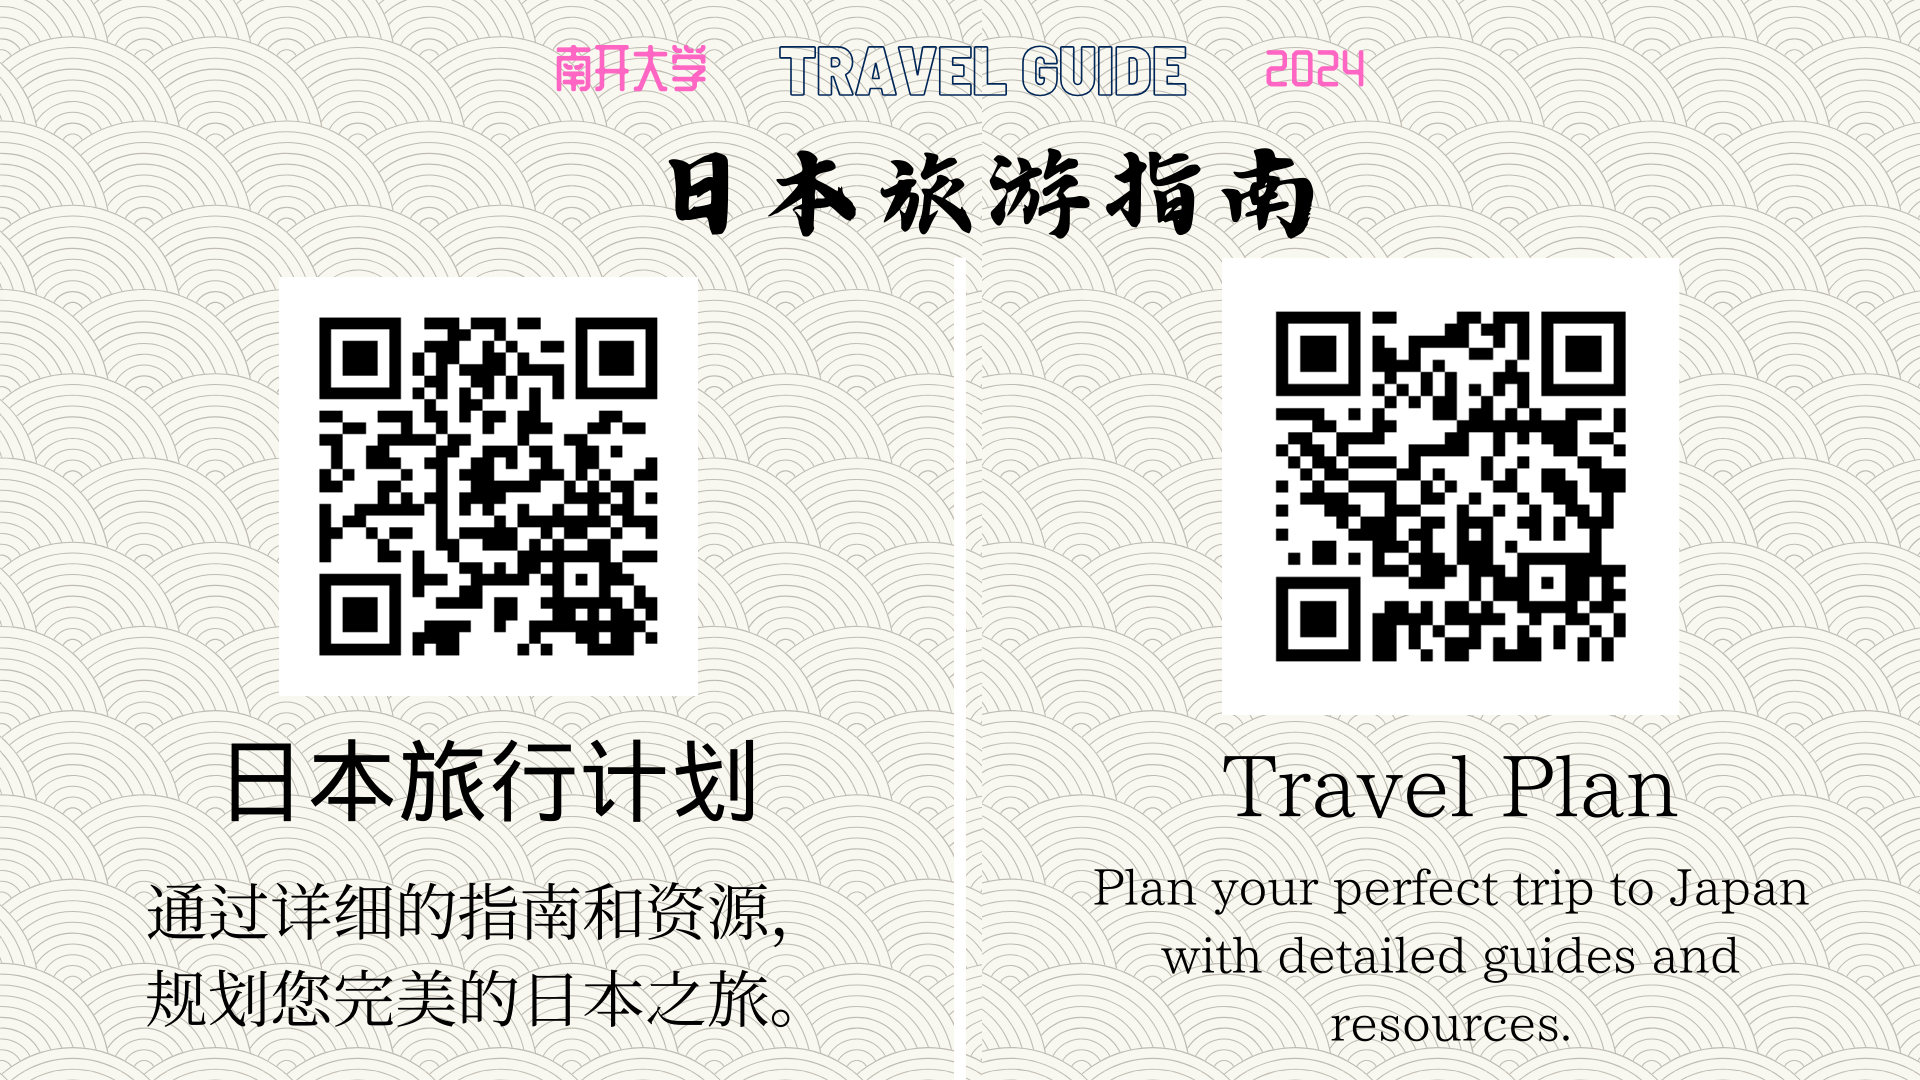 南开大学 TRAVEL GUIDE 2024
日本旅游指南
日本旅行计划
通过详细的指南和资源，
规划您完美的日本之旅。
Travel Plan
Plan your perfect trip to Japan
with detailed guides and
resources.